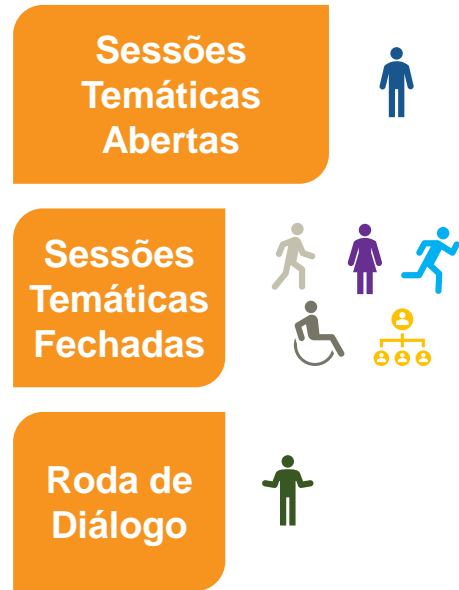 Sessões
Temáticas
Abertas
Sessões
Temáticas
Fechadas
Roda de
Diálogo